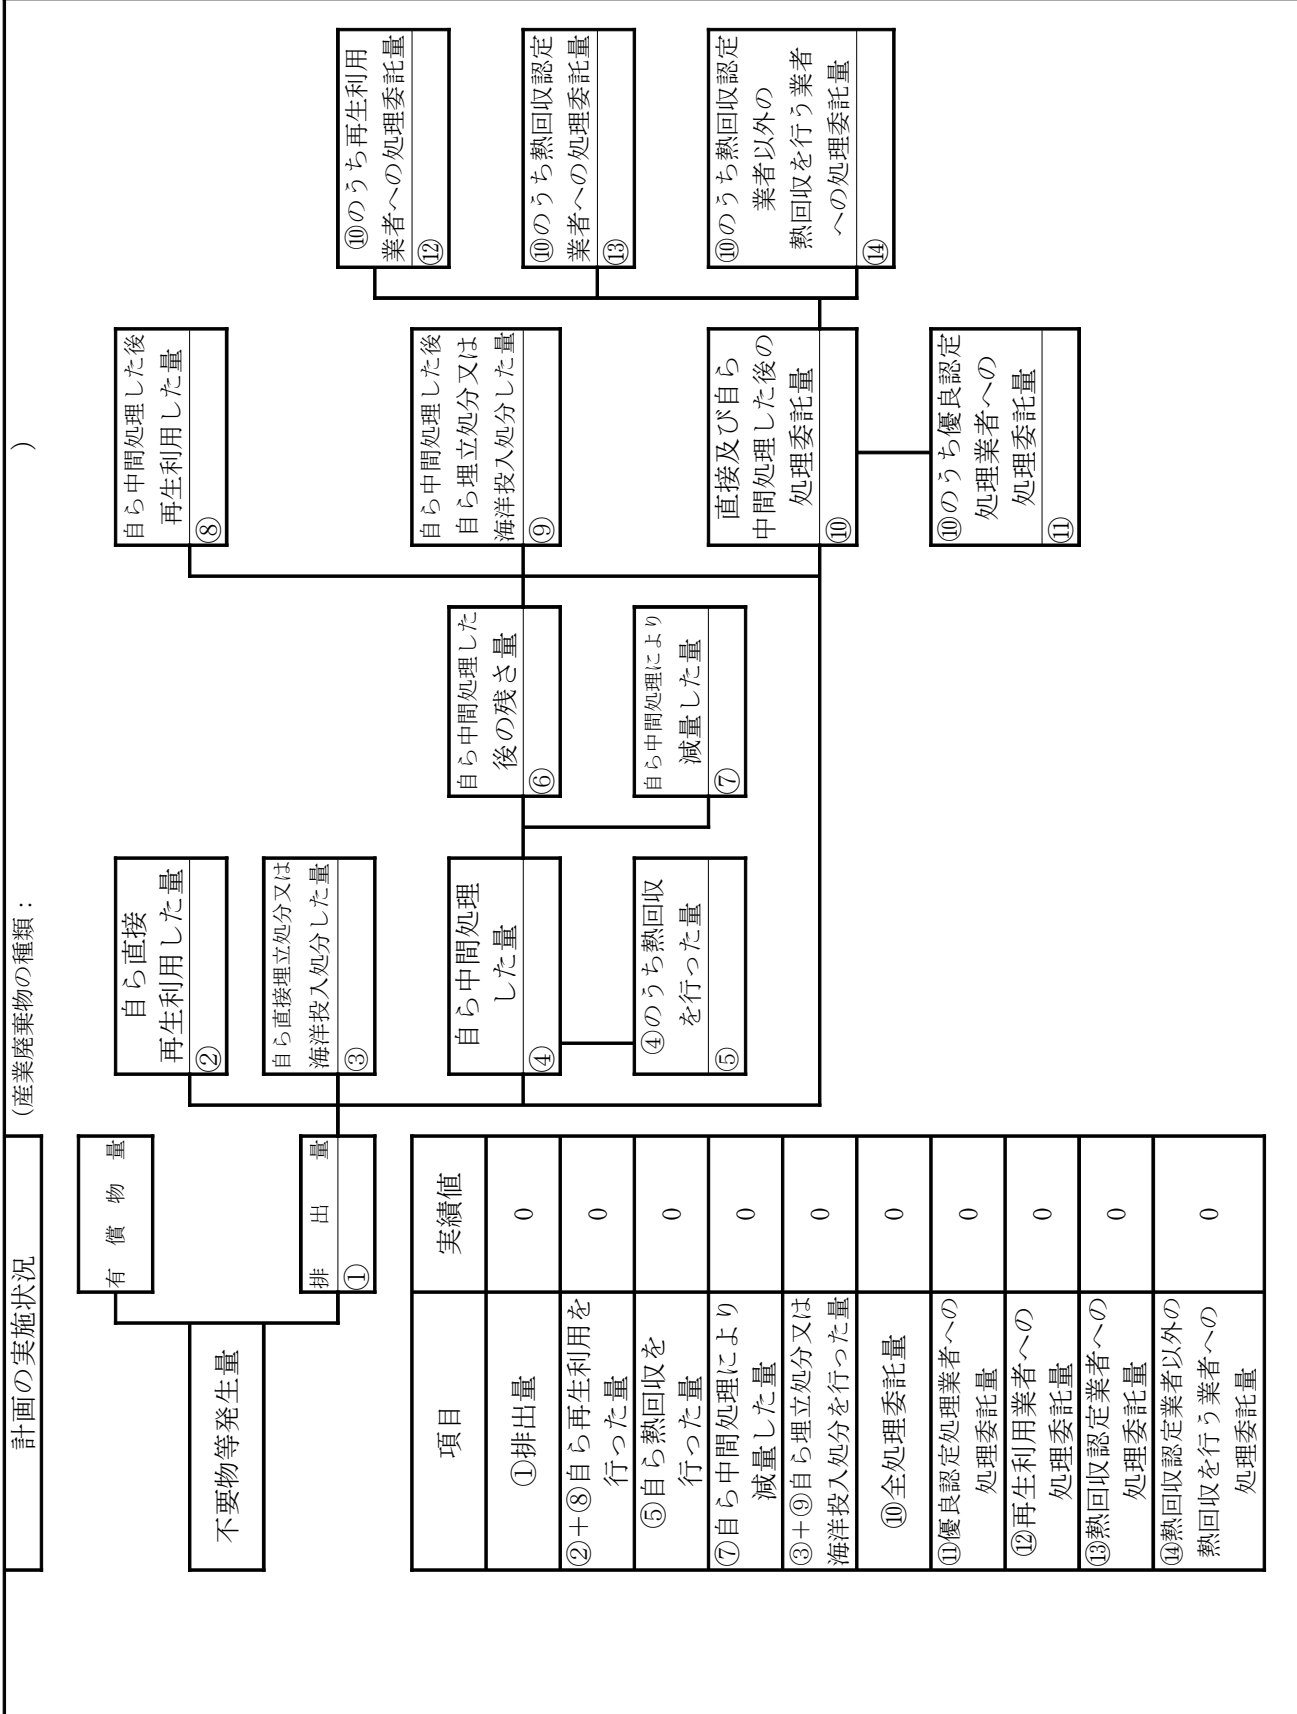 計画の実施状況
（産業廃棄物の種類：　　　）
不要物等発生量
有償物量
排出量
①
自ら直接
再生利用した量
②
自ら直接埋立処分又は
海洋投入処分した量
③
自ら中間処理
した量
④
④のうち熱回収
を行った量
⑤
自ら中間処理した
後の残さ量
⑥
自ら中間処理により
減量した量
⑦
自ら中間処理した後
再生利用した量
⑧
自ら中間処理した後
自ら埋立処分又は
海洋投入処分した量
⑨
直接及び自ら
中間処理した後の
処理委託量
⑩
⑩のうち優良認定
処理業者への
処理委託量
⑪
⑩のうち再生利用
業者への処理委託量
⑫
⑩のうち熱回収認定
業者への処理委託量
⑬
⑩のうち熱回収認定
業者以外の
熱回収を行う業者
への処理委託量
⑭
項目 実績値
①排出量 0
②＋⑧自ら再生利用を
行った量 0
⑤自ら熱回収を
行った量 0
⑦自ら中間処理により
減量した量 0
③＋⑨自ら埋立処分又は
海洋投入処分を行った量 0
⑩全処理委託量 0
⑪優良認定処理業者への
処理委託量 0
⑫再生利用業者への
処理委託量 0
⑬熱回収認定業者への
処理委託量 0
⑭熱回収認定業者以外の
熱回収を行う業者への
処理委託量 0